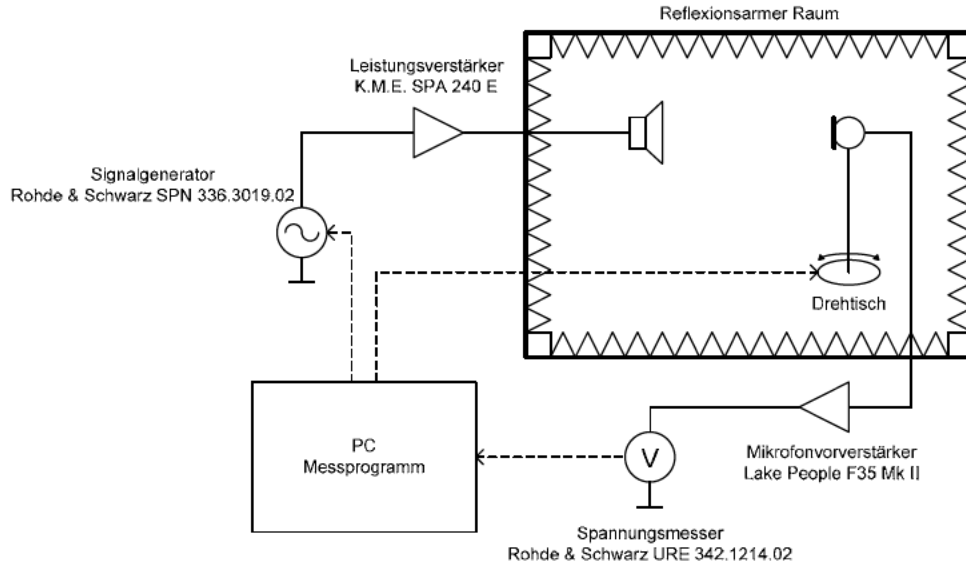 Reflexionsarmer Raum
Leistungsverstärker
K.M.E. SPA 240 E
Signalgenerator
Rohde & Schwarz SPN 336.3019.02
Drehtisch
PC
Messprogramm
V
Mikrofonvorverstärker
Lake People F35 Mk II
Spannungsmesser
Rohde & Schwarz URE 342.1214.02